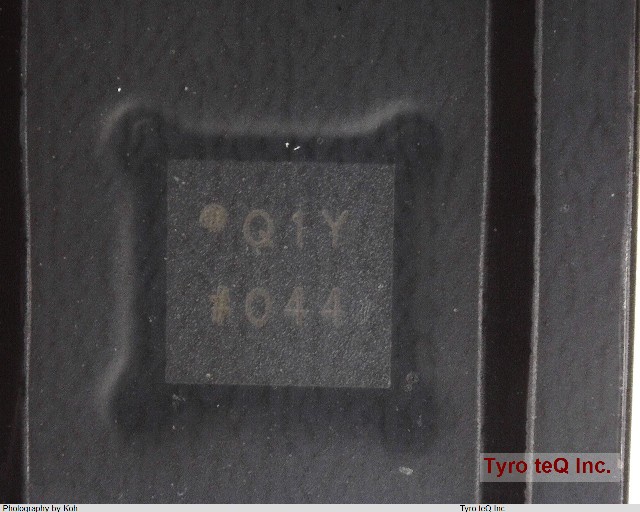 Q1Y
#044
Tyro teQ Inc.
Photography by Koh
Tyro teQ Inc